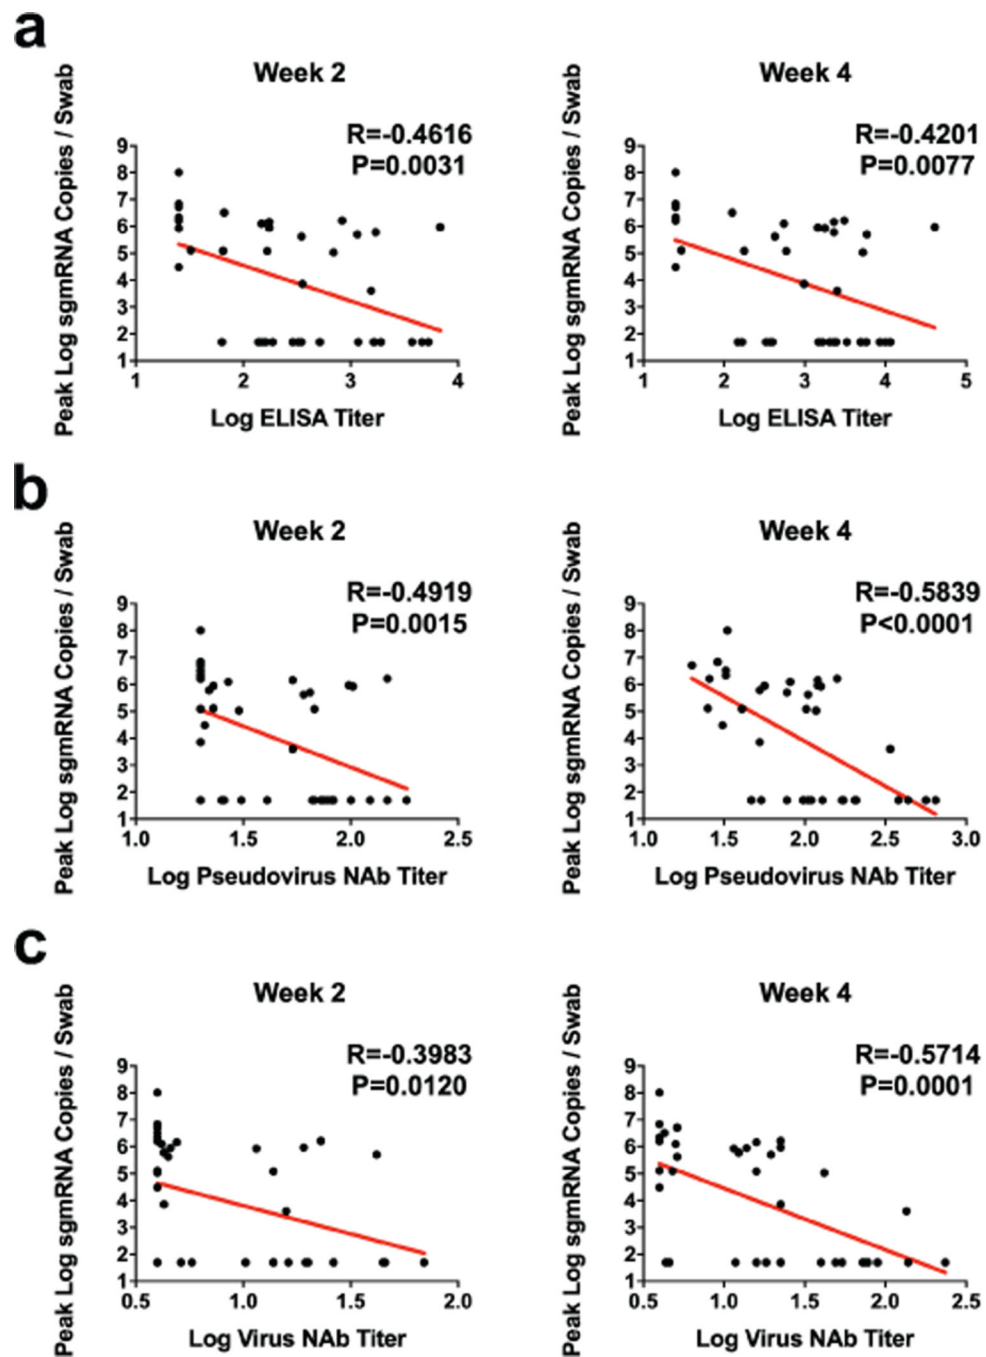 a
Week 2
Peak Log sgmRNA Copies / Swab
R=-0.4616
P=0.0031
9
8
7
6
5
4
3
2
1
1 2 3 4
Log ELISA Titer
Week 4
Peak Log sgmRNA Copies / Swab
R=-0.4201
P=0.0077
9
8
7
6
5
4
3
2
1
1 2 3 4 5
Log ELISA Titer
b
Week 2
Peak Log sgmRNA Copies / Swab
R=-0.4919
P=0.0015
9
8
7
6
5
4
3
2
1
1.0 1.5 2.0 2.5
Log Pseudovirus NAb Titer
Week 4
Peak Log sgmRNA Copies / Swab
R=-0.5839
P<0.0001
9
8
7
6
5
4
3
2
1
1.0 1.5 2.0 2.5 3.0
Log Pseudovirus NAb Titer
c
Week 2
Peak Log sgmRNA Copies / Swab
R=-0.3983
P=0.0120
9
8
7
6
5
4
3
2
1
0.5 1.0 1.5 2.0
Log Virus NAb Titer
Week 4
Peak Log sgmRNA Copies / Swab
R=-0.5714
P=0.0001
9
8
7
6
5
4
3
2
1
0.5 1.0 1.5 2.0 2.5
Log Virus NAb Titer